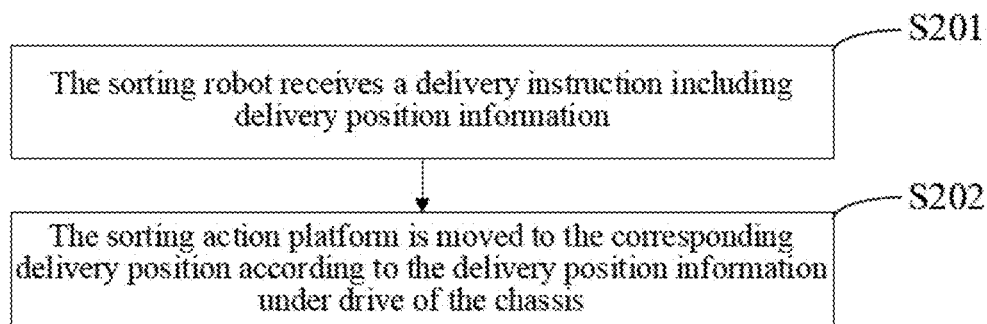 S201
The sorting robot receives a delivery instruction including
delivery position information
S202
The sorting action platform is moved to the corresponding
delivery position according to the delivery position information
under drive of the chassis